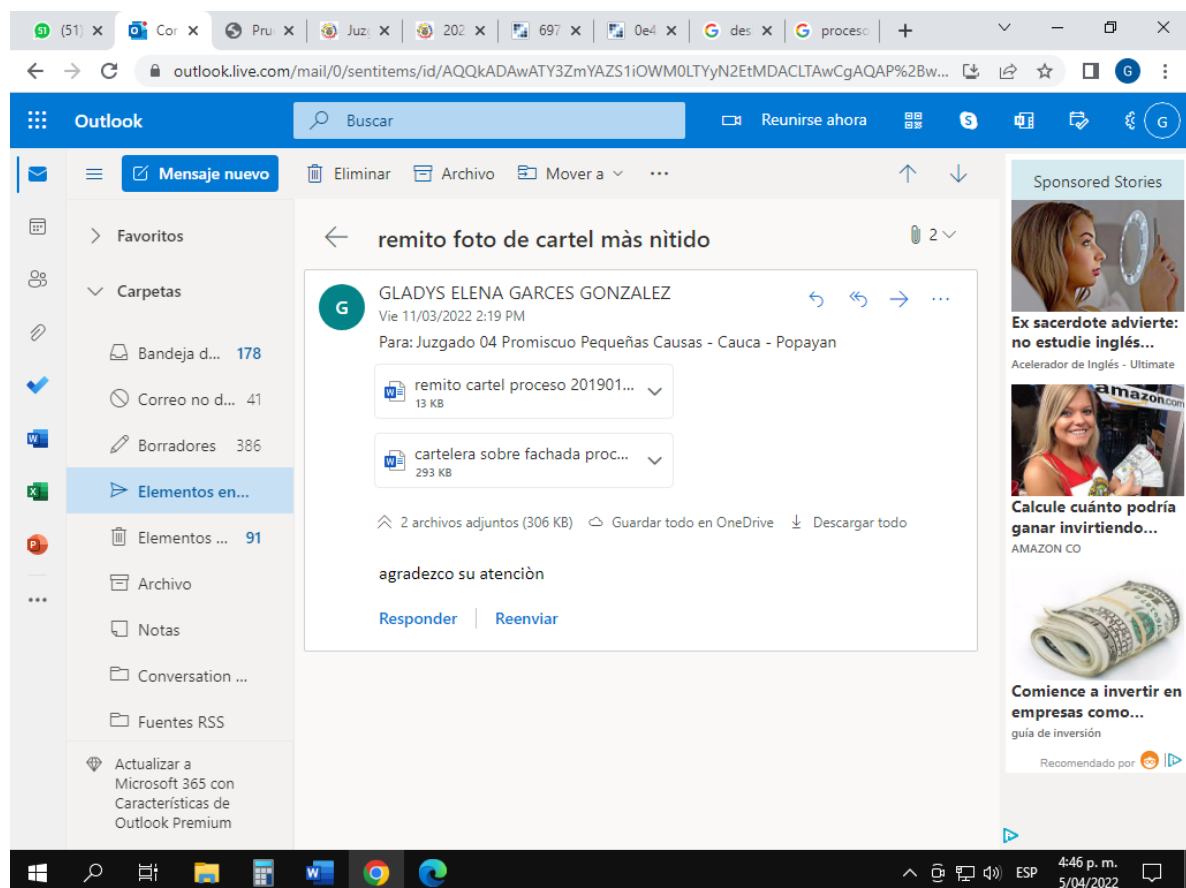 (51)
Cor
Pru
Juz
202
697
0e4
des
proceso
outlook.live.com/mail/0/sentitems/id/AQQkADAwATY3ZmYAZS1iOWM0LTYyN2EtMDACLTAwCgAQAP%2Bw...
G
Outlook
Buscar
Reunirse ahora
G
Mensaje nuevo
Eliminar
Archivo
Mover a
Favoritos
Carpetas
Bandeja d... 178
Correo no d... 41
Borradores 386
Elementos en...
Elementos ... 91
Archivo
Notas
Conversation ...
Fuentes RSS
Actualizar a
Microsoft 365 con
Características de
Outlook Premium
remito foto de cartel màs nìtido
2
G
GLADYS ELENA GARCES GONZALEZ
Vie 11/03/2022 2:19 PM
Para: Juzgado 04 Promiscuo Pequeñas Causas - Cauca - Popayan
remito cartel proceso 201901...
13 KB
cartelera sobre fachada proc...
293 KB
2 archivos adjuntos (306 KB) Guardar todo en OneDrive Descargar todo
agradezco su atenciòn
Responder
Reenviar
Sponsored Stories
Ex sacerdote advierte:
no estudie inglés...
Acelerador de Inglés - Ultimate
amazon.com
Calcule cuánto podría
ganar invirtiendo...
AMAZON CO
Comience a invertir en
empresas como...
guía de inversión
Recomendado por
ESP
4:46 p. m.
5/04/2022